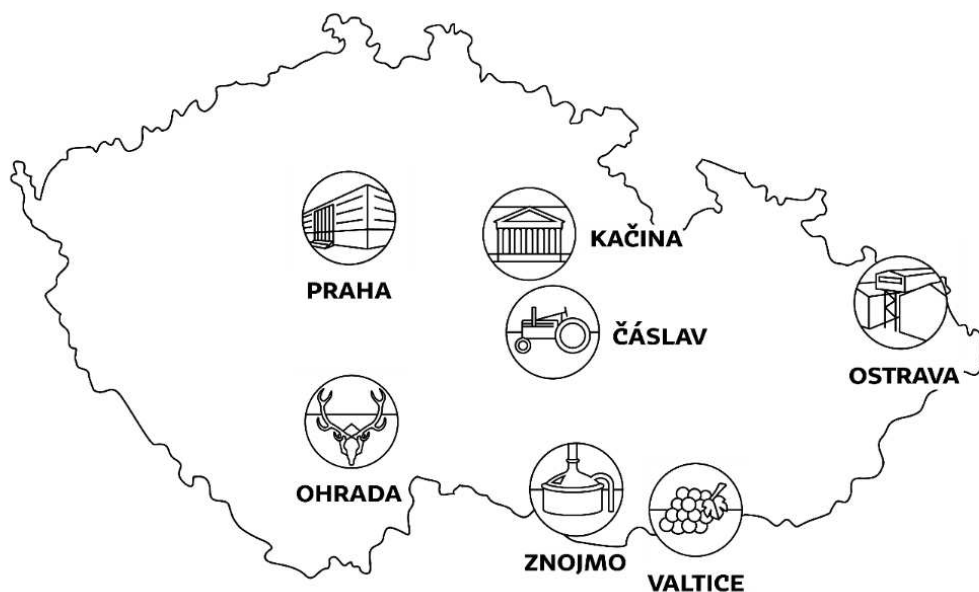 PRAHA
KAČINA
ČÁSLAV
OSTRAVA
OHRADA
ZNOJMO
VALTICE